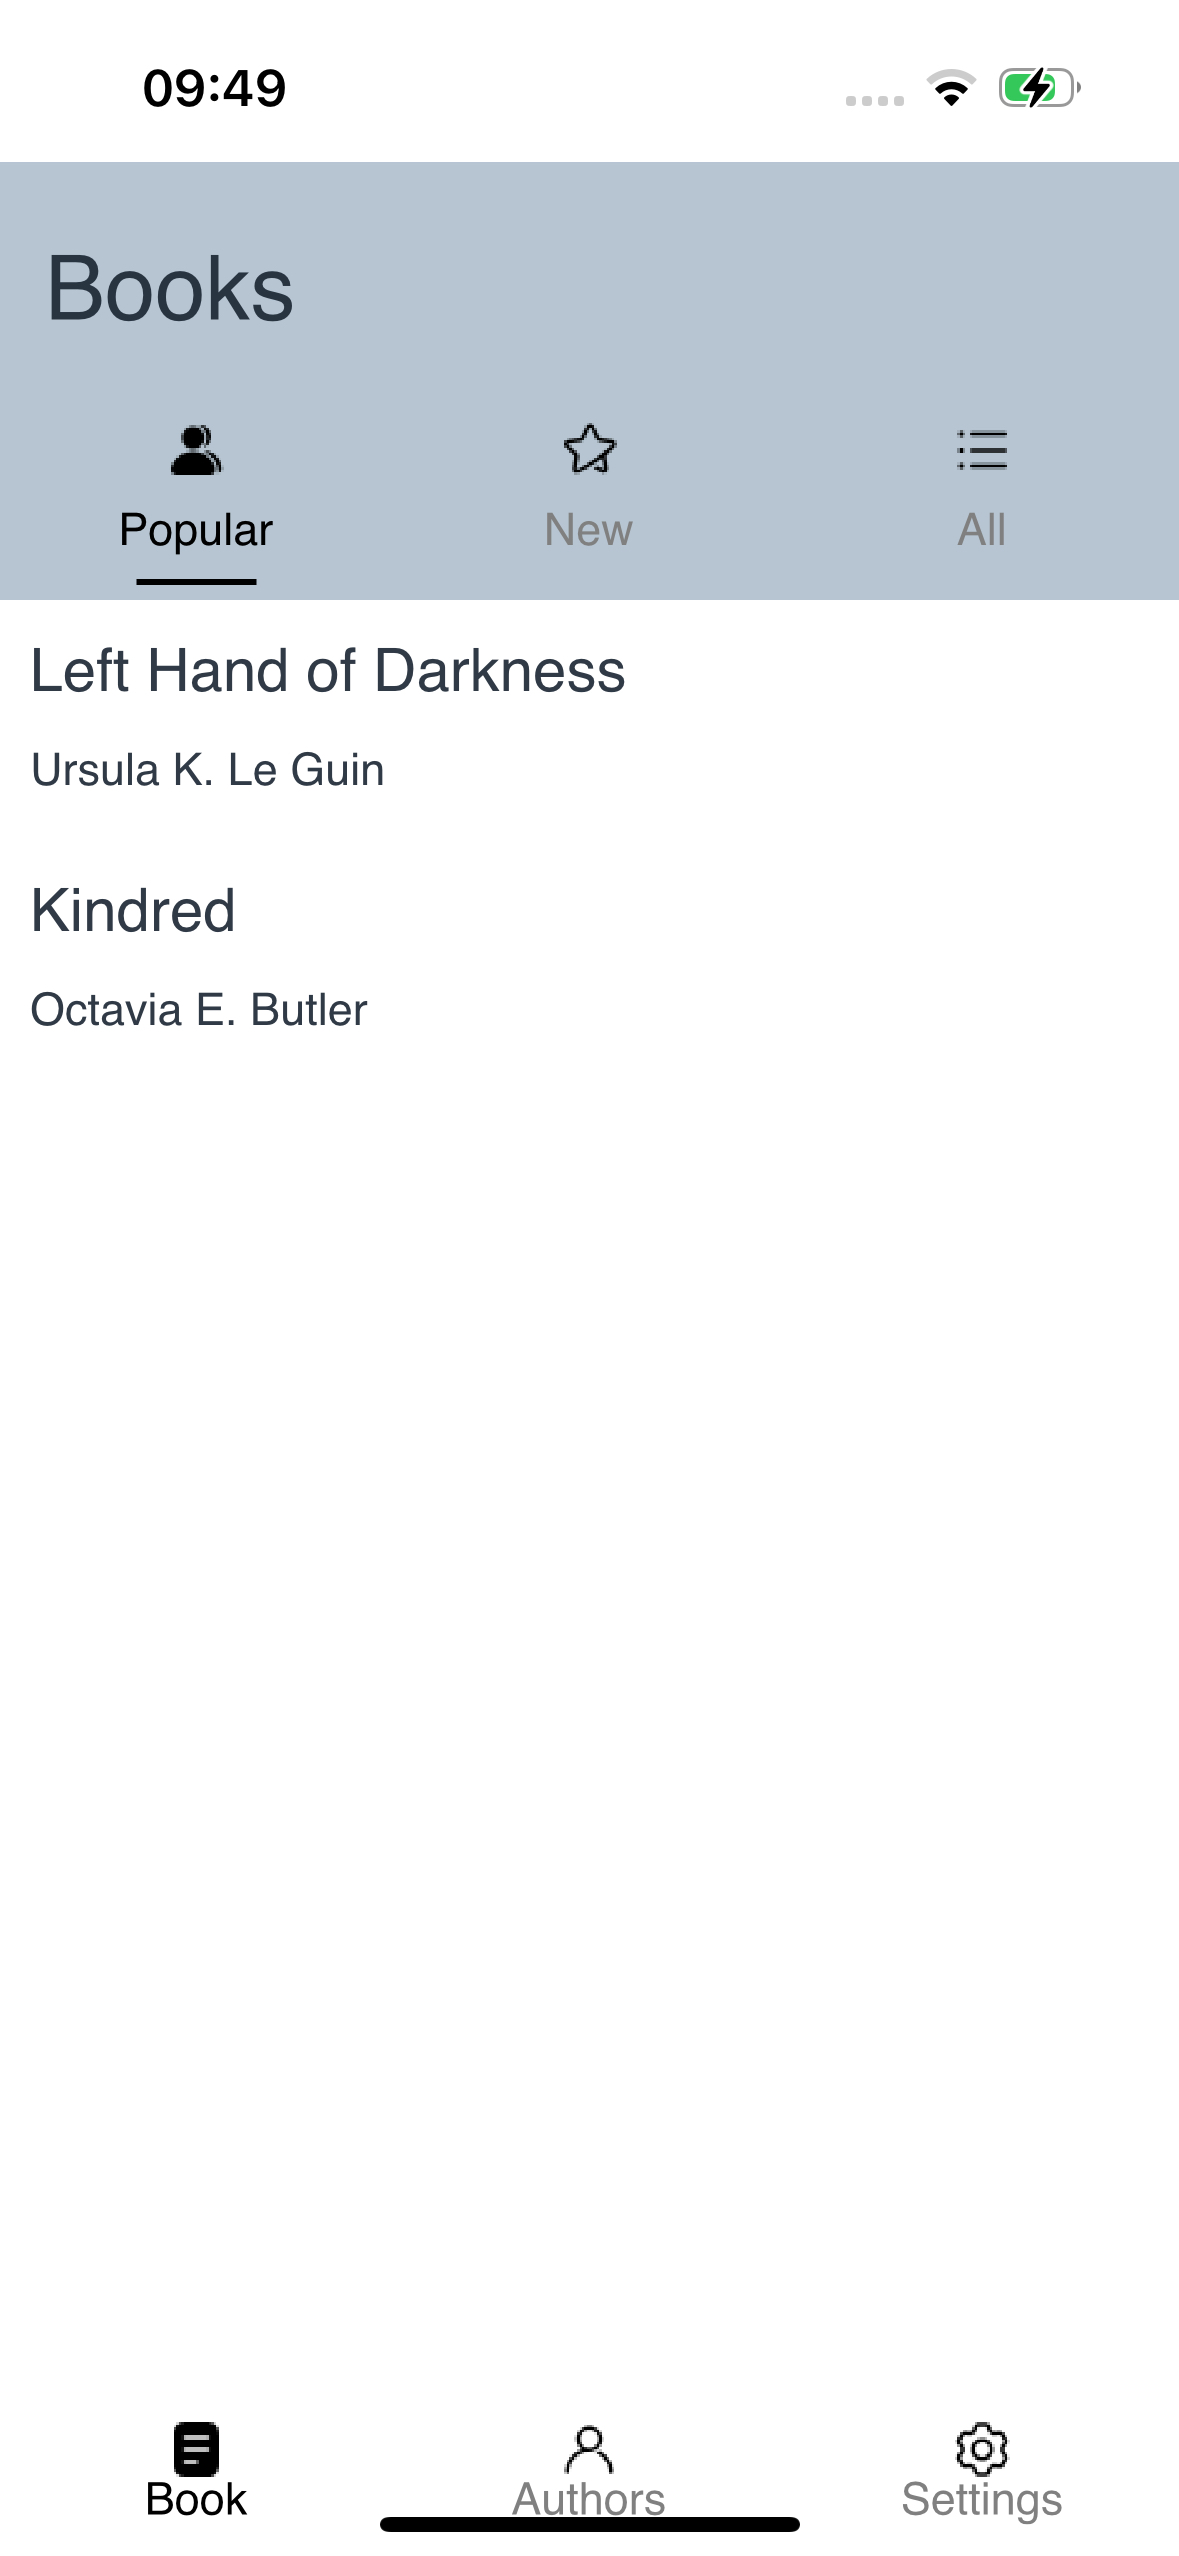 09:49
Books
Popular
New
All
Left Hand of Darkness
Ursula K. Le Guin
Kindred
Octavia E. Butler
Book
Authors
Settings